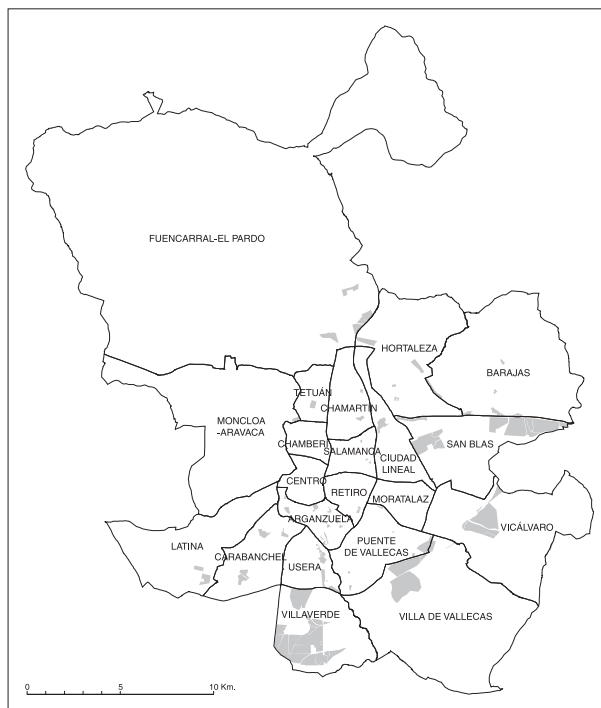 FUENCARRAL-EL PARDO
HORTALEZA
BARAJAS
TETUÁN
CHAMARTÍN
MONCLOA
-ARAVACA
CHAMBERÍ
SALAMANCA
SAN BLAS
CIUDAD
LINEAL
CENTRO
RETIRO
MORATALAZ
ARGANZUELA
VICÁLVARO
LATINA
CARABANCHEL
PUENTE
DE VALLECAS
USERA
VILLAVERDE
VILLA DE VALLECAS
0 5 10 Km.